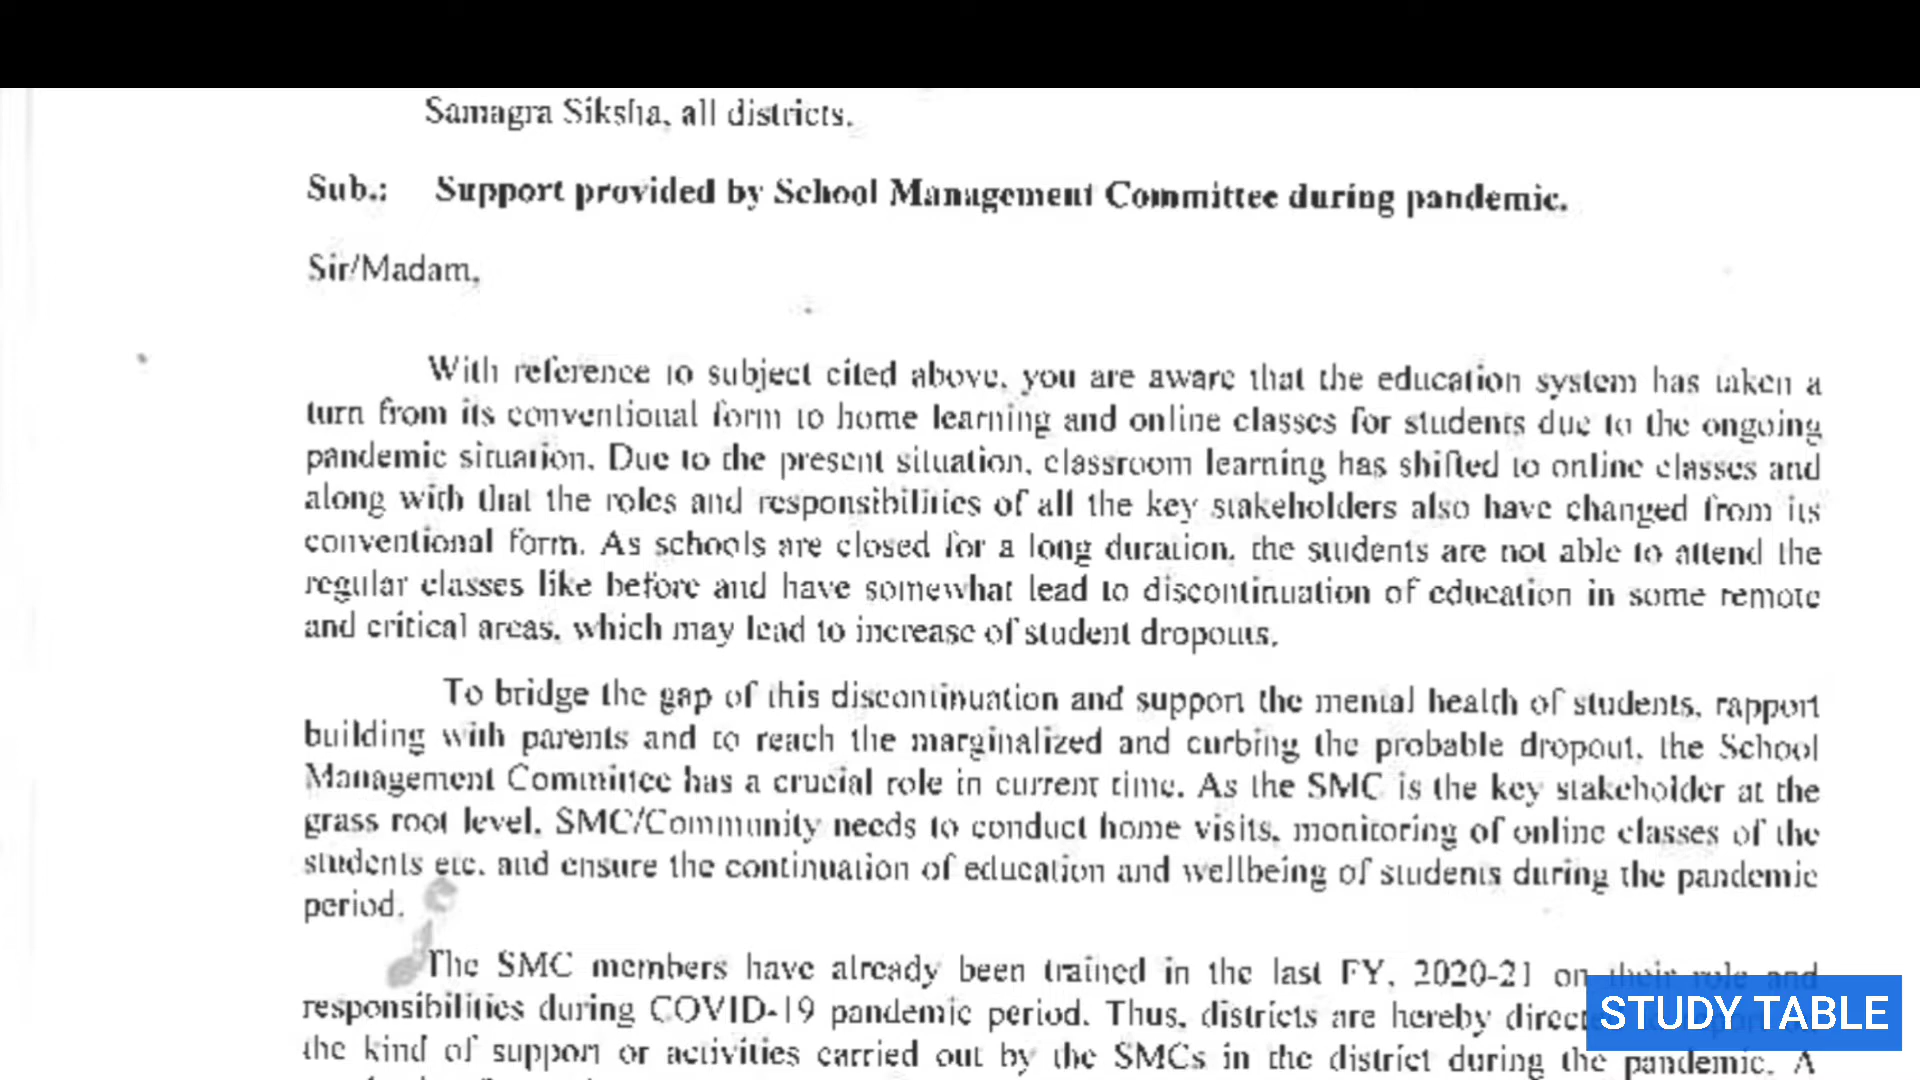 Samagra Siksha, all districts.
Sub.: Support provided by School Management Committee during pandemic.
Sir/Madam,
With reference to subject cited above, you are aware that the education system has taken a
turn from its conventional form to home learning and online classes for students due to the ongoing
pandemic situation. Due to the present situation, classroom learning has shifted to online classes and
along with that the roles and responsibilities of all the key stakeholders also have changed from its
conventional form. As schools are closed for a long duration, the students are not able to attend the
regular classes like before and have somewhat lead to discontinuation of education in some remote
and critical areas, which may lead to increase of student dropouts.
To bridge the gap of this discontinuation and support the mental health of students, rapport
building with parents and to reach the marginalized and curbing the probable dropout, the School
Management Committee has a crucial role in current time. As the SMC is the key stakeholder at the
grass root level, SMC/Community needs to conduct home visits, monitoring of online classes of the
students etc. and ensure the continuation of education and wellbeing of students during the pandemic
period.
The SMC members have already been trained in the last FY, 2020-21 on their role and
responsibilities during COVID-19 pandemic period. Thus, districts are hereby
the kind of support or activities carried out by the SMCs in the district during the pandemic. A
STUDY TABLE